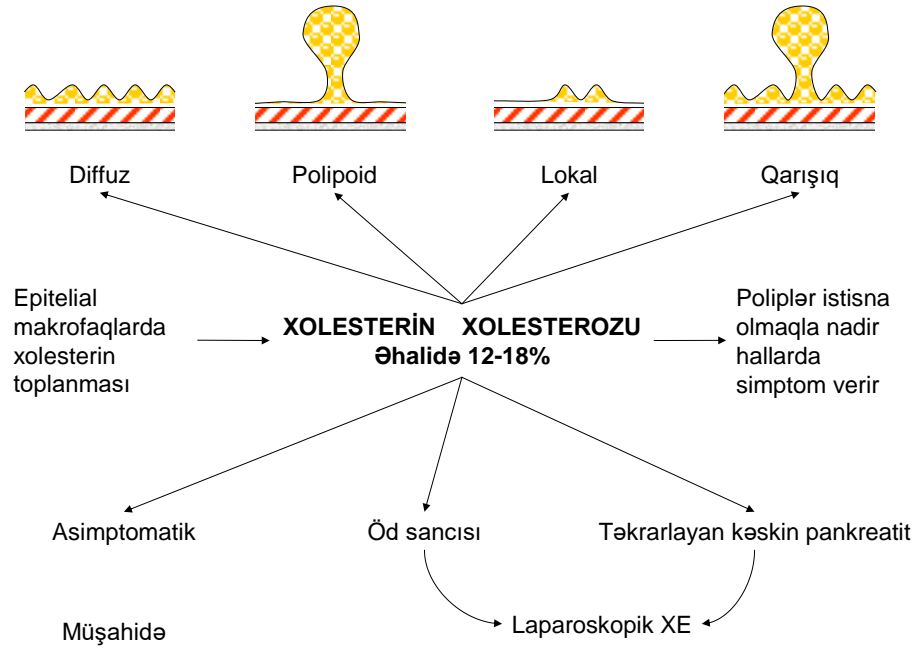 Diffuz
Polipoid
Lokal
Qarışıq
Epitelial
makrofaqlarda
xolesterin
toplanması
XOLESTERİN XOLESTEROZU
Əhalidə 12-18%
Poliplər istisna
olmaqla nadir
hallarda
simptom verir
Asimptomatik
Öd sancısı
Təkrarlayan kəskin pankreatit
Laparoskopik XE
Müşahidə